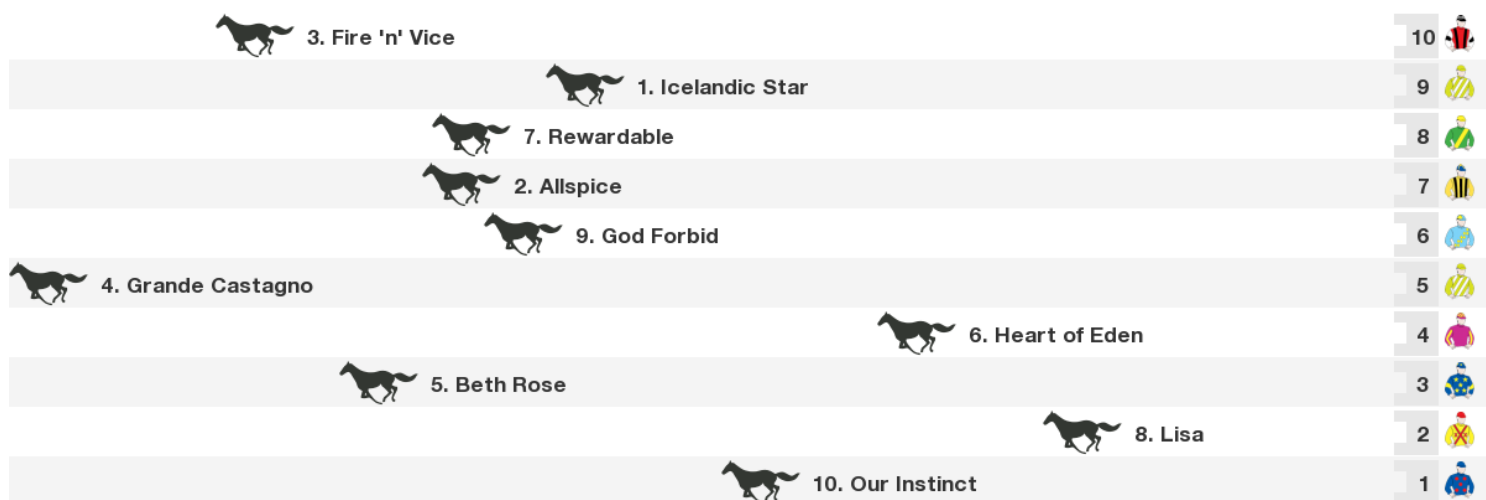 3. Fire 'n' Vice 10
1. Icelandic Star 9
7. Rewardable 8
2. Allspice 7
9. God Forbid 6
4. Grande Castagno 5
6. Heart of Eden 4
5. Beth Rose 3
8. Lisa 2
10. Our Instinct 1